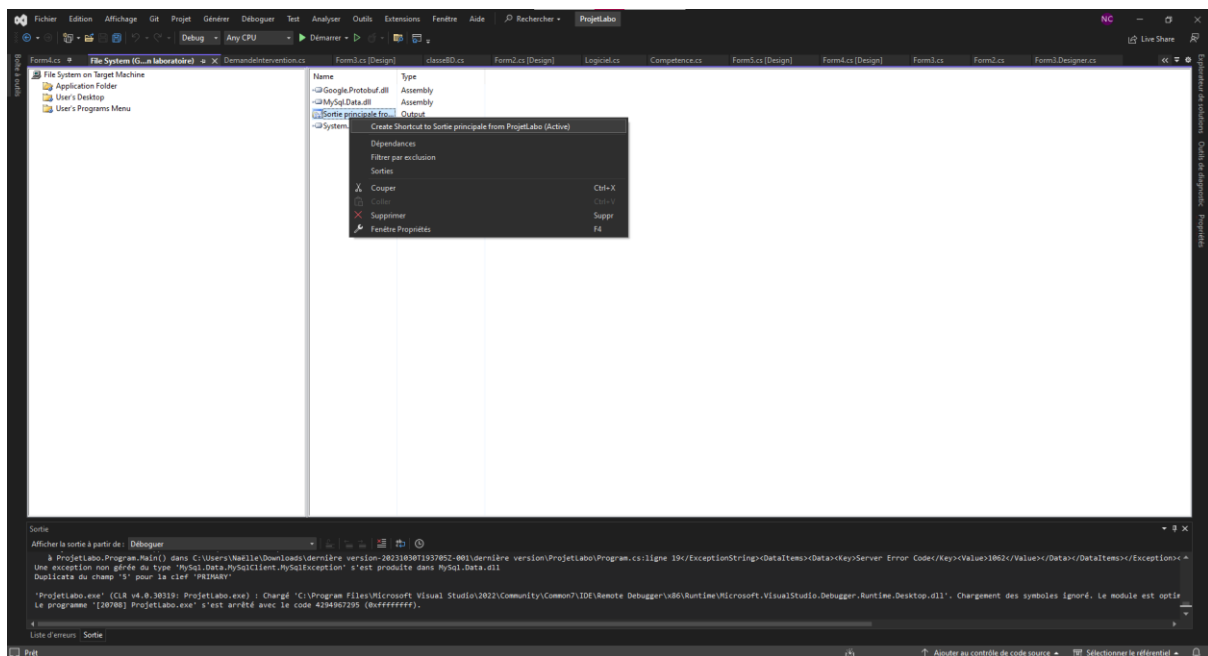 Fichier Edition Affichage Git Projet Générer Déboguer Test Analyser Outils Extensions Fenêtre Aide Rechercher ProjetLabo NC
Debug Any CPU Démarrer Live Share
Form4.cs File System (G...n laboratoire) DemandeIntervention.cs Form3.cs [Design] classeBD.cs Form2.cs [Design] Logiciel.cs Competence.cs Form5.cs [Design] Form4.cs [Design] Form3.cs Form2.cs Form3.Designer.cs
Boîte à outils
File System on Target Machine
Application Folder
User's Desktop
User's Programs Menu
Name Type
Google.Protobuf.dll Assembly
MySql.Data.dll Assembly
Sortie principale fro... Output
System.
Create Shortcut to Sortie principale from ProjetLabo (Active)
Dépendances
Filtrer par exclusion
Sorties
Couper Ctrl+X
Coller Ctrl+V
Supprimer Suppr
Fenêtre Propriétés F4
Explorateur de solutions Outils de diagnostic Propriétés
Sortie
Afficher la sortie à partir de : Déboguer
à ProjetLabo.Program.Main() dans C:\Users\Naëlle\Downloads\dernière version-20231030T193705Z-001\dernière version\ProjetLabo\Program.cs:ligne 19</ExceptionString><DataItems><Data><Key>Server Error Code</Key><Value>1062</Value></Data></DataItems></Exception><
Une exception non gérée du type 'MySql.Data.MySqlClient.MySqlException' s'est produite dans MySql.Data.dll
Duplicata du champ '5' pour la clef 'PRIMARY'
'ProjetLabo.exe' (CLR v4.0.30319: ProjetLabo.exe) : Chargé 'C:\Program Files\Microsoft Visual Studio\2022\Community\Common7\IDE\Remote Debugger\x86\Runtime\Microsoft.VisualStudio.Debugger.Runtime.Desktop.dll'. Chargement des symboles ignoré. Le module est optim
Le programme '[20708] ProjetLabo.exe' s'est arrêté avec le code 4294967295 (0xffffffff).
Liste d'erreurs Sortie
Prêt Ajouter au contrôle de code source Sélectionner le référentiel